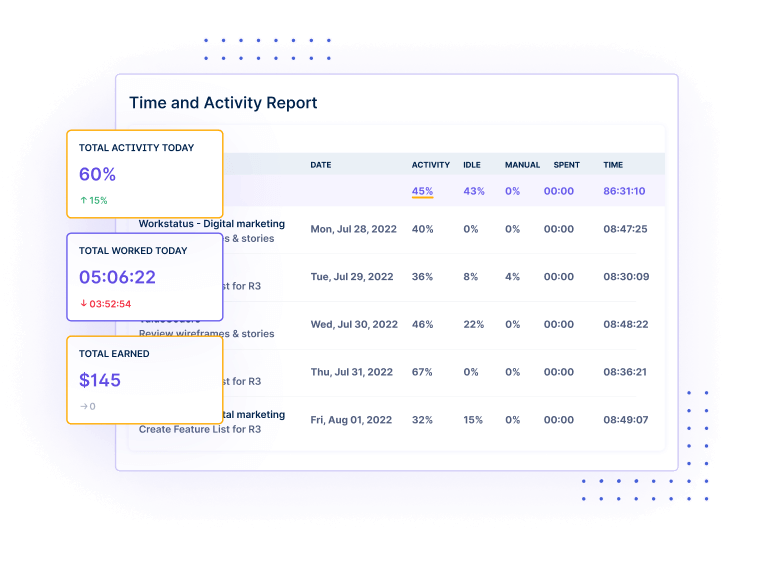 Time and Activity Report
TOTAL ACTIVITY TODAY
60%
↑ 15%
DATE ACTIVITY IDLE MANUAL SPENT TIME
45% 43% 0% 00:00 86:31:10
Workstatus - Digital marketing
s & stories
Mon, Jul 28, 2022 40% 0% 0% 00:00 08:47:25
TOTAL WORKED TODAY
05:06:22
↓ 03:52:54
st for R3
Tue, Jul 29, 2022 36% 8% 4% 00:00 08:30:09
Review wireframes & stories
Wed, Jul 30, 2022 46% 22% 0% 00:00 08:48:22
TOTAL EARNED
$145
→ 0
st for R3
Thu, Jul 31, 2022 67% 0% 0% 00:00 08:36:21
tal marketing
Create Feature List for R3
Fri, Aug 01, 2022 32% 15% 0% 00:00 08:49:07